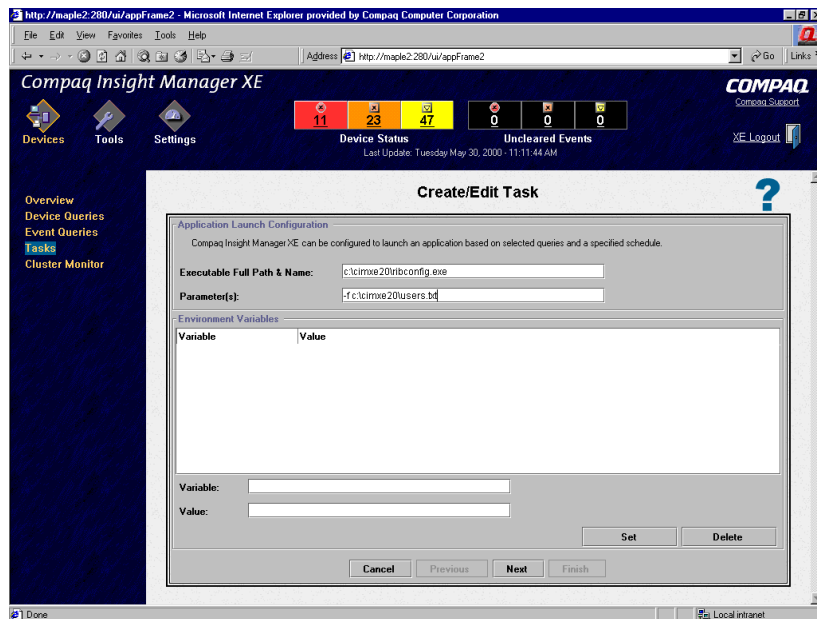 http://maple2:280/ui/appFrame2 - Microsoft Internet Explorer provided by Compaq Computer Corporation
File Edit View Favorites Tools Help
Address http://maple2:280/ui/appFrame2 Go Links
Compaq Insight Manager XE
COMPAQ
Compaq Support
11 23 47 0 0 0
Devices Tools Settings
Device Status Uncleared Events
XE Logout
Last Update: Tuesday May 30, 2000 - 11:11:44 AM
Overview
Device Queries
Event Queries
Tasks
Cluster Monitor
Create/Edit Task
?
Application Launch Configuration
Compaq Insight Manager XE can be configured to launch an application based on selected queries and a specified schedule.
Executable Full Path & Name: c:\cimxe20\ribconfig.exe
Parameter(s): -f c:\cimxe20\users.txt
Environment Variables
Variable Value
Variable:
Value:
Set Delete
Cancel Previous Next Finish
Done Local intranet